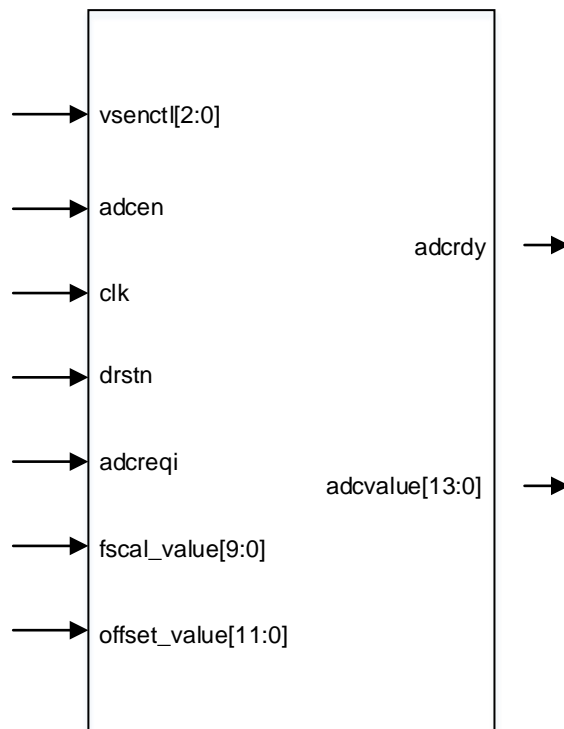 vsenctl[2:0]
adcen
adcrdy
clk
drstn
adcreqi
adcvalue[13:0]
fscal_value[9:0]
offset_value[11:0]